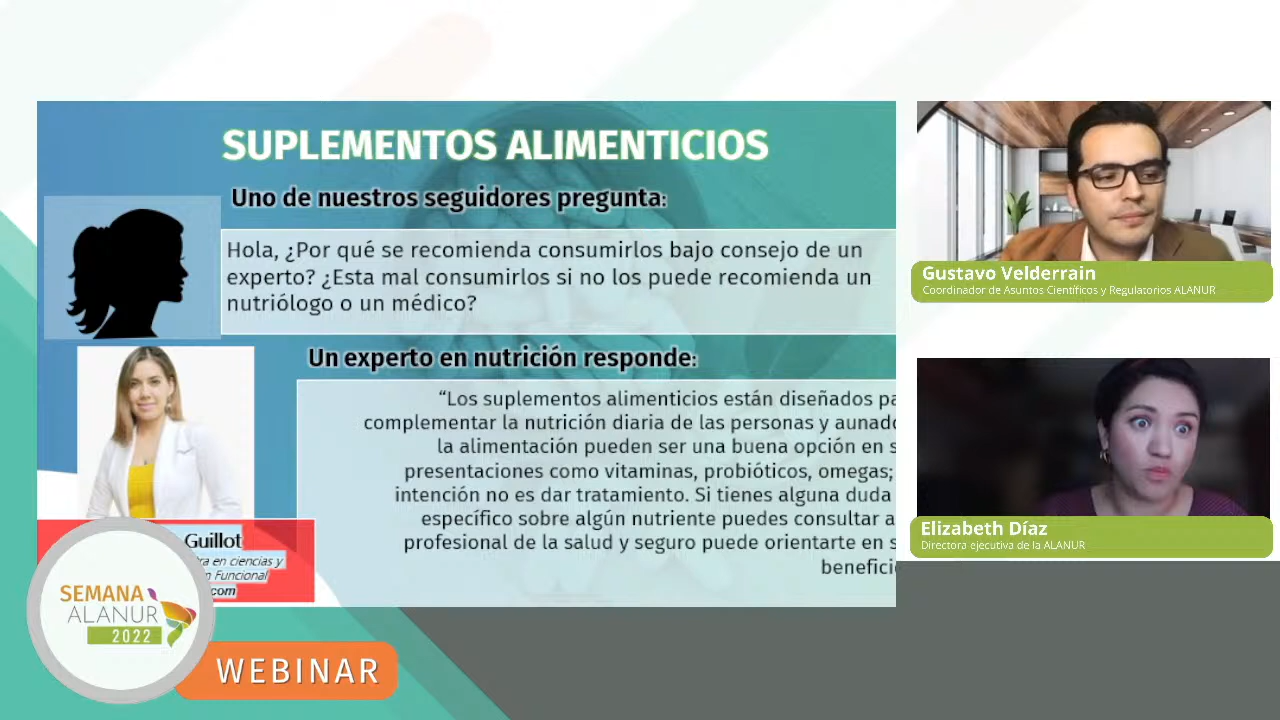 SUPLEMENTOS ALIMENTICIOS
Uno de nuestros seguidores pregunta:
Hola, ¿Por qué se recomienda consumirlos bajo consejo de un
experto? ¿Esta mal consumirlos si no los puede recomienda un
nutriólogo o un médico?
Un experto en nutrición responde:
“Los suplementos alimenticios están diseñados pa
complementar la nutrición diaria de las personas y aunado
la alimentación pueden ser una buena opción en s
presentaciones como vitaminas, probióticos, omegas;
intención no es dar tratamiento. Si tienes alguna duda
específico sobre algún nutriente puedes consultar a
profesional de la salud y seguro puede orientarte en s
benefici
Guillot
ra en ciencias y
n Funcional
.com
SEMANA
ALANUR
2022
WEBINAR
Gustavo Velderrain
Coordinador de Asuntos Científicos y Regulatorios ALANUR
Elizabeth Díaz
Directora ejecutiva de la ALANUR